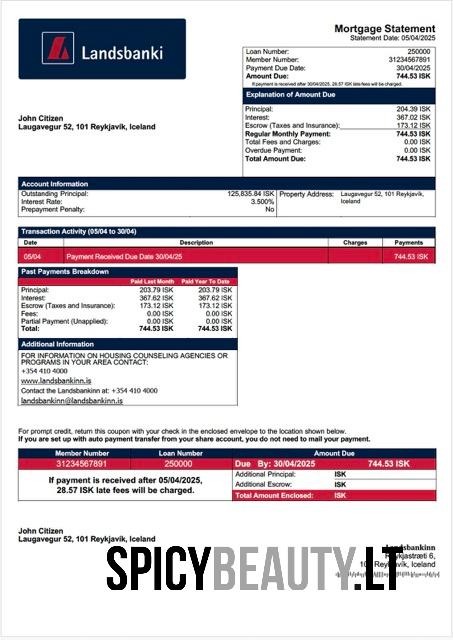 Landsbanki
Mortgage Statement
Statement Date: 05/04/2025
Loan Number: 250000
Member Number: 31234567891
Payment Due Date: 30/04/2025
Amount Due: 744.53 ISK
If payment is received after 30/04/2025, 28.57 ISK late fees will be charged.
Explanation of Amount Due
Principal: 204.39 ISK
Interest: 367.02 ISK
Escrow (Taxes and Insurance): 173.12 ISK
Regular Monthly Payment: 744.53 ISK
Total Fees and Charges: 0.00 ISK
Overdue Payment: 0.00 ISK
Total Amount Due: 744.53 ISK
John Citizen
Laugavegur 52, 101 Reykjavík, Iceland
Account Information
Outstanding Principal: 125,835.84 ISK
Interest Rate: 3.500%
Prepayment Penalty: No
Property Address: Laugavegur 52, 101 Reykjavík,
Iceland
Transaction Activity (05/04 to 30/04)
Date Description Charges Payments
05/04 Payment Received Due Date 30/04/25 744.53 ISK
Past Payments Breakdown
Paid Last Month Paid Year To Date
Principal: 203.79 ISK 203.79 ISK
Interest: 367.62 ISK 367.62 ISK
Escrow (Taxes and Insurance): 173.12 ISK 173.12 ISK
Fees: 0.00 ISK 0.00 ISK
Partial Payment (Unapplied): 0.00 ISK 0.00 ISK
Total: 744.53 ISK 744.53 ISK
Additional Information
FOR INFORMATION ON HOUSING COUNSELING AGENCIES OR
PROGRAMS IN YOUR AREA CONTACT:
+354 410 4000
www.landsbankinn.is
Contact the Landsbankinn at: +354 410 4000
landsbankinn@landsbankinn.is
For prompt credit, return this coupon with your check in the enclosed envelope to the location shown below.
If you are set up with auto payment transfer from your share account, you do not need to mail your payment.
Member Number Loan Number Amount Due
31234567891 250000 Due By: 30/04/2025 744.53 ISK
If payment is received after 05/04/2025,
28.57 ISK late fees will be charged.
Additional Principal: ISK
Additional Escrow: ISK
Total Amount Enclosed: ISK
John Citizen
Laugavegur 52, 101 Reykjavík, Iceland
Landsbankinn
Reykjastræti 6,
101 Reykjavík, Iceland
SPICYBEAUTY.LT